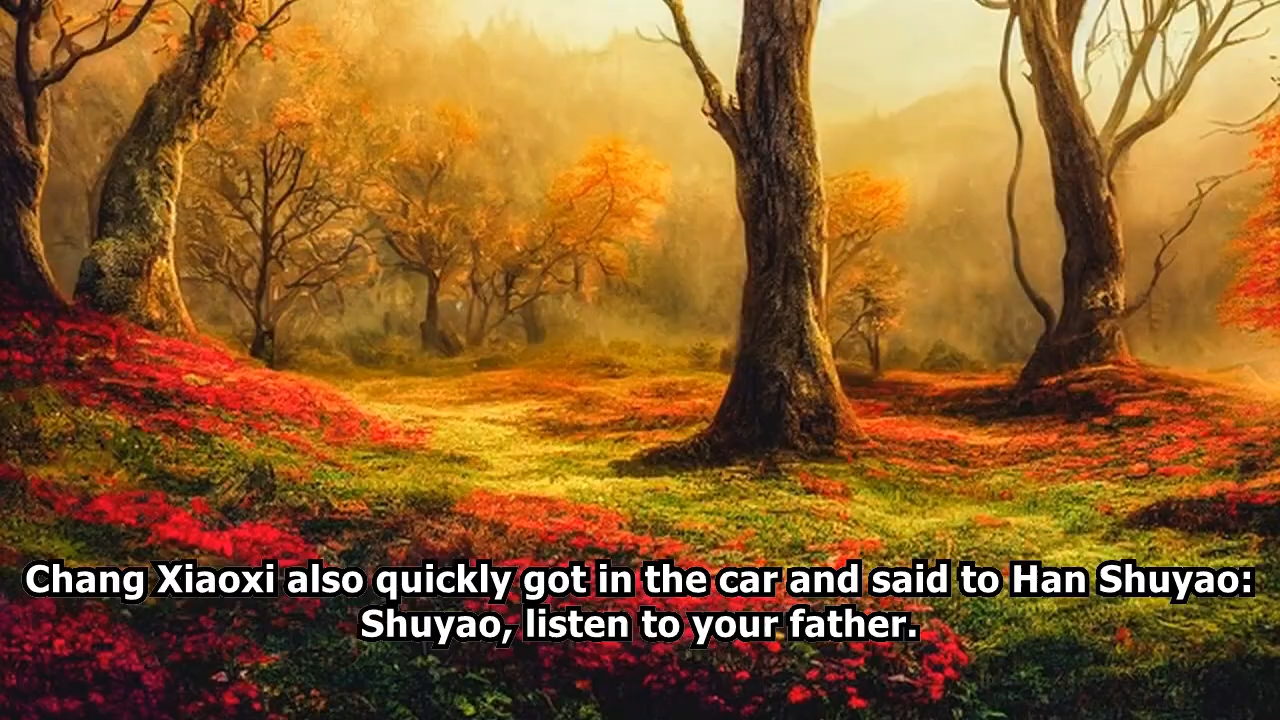 Chang Xiaoxi also quickly got in the car and said to Han Shuyao:
Shuyao, listen to your father.